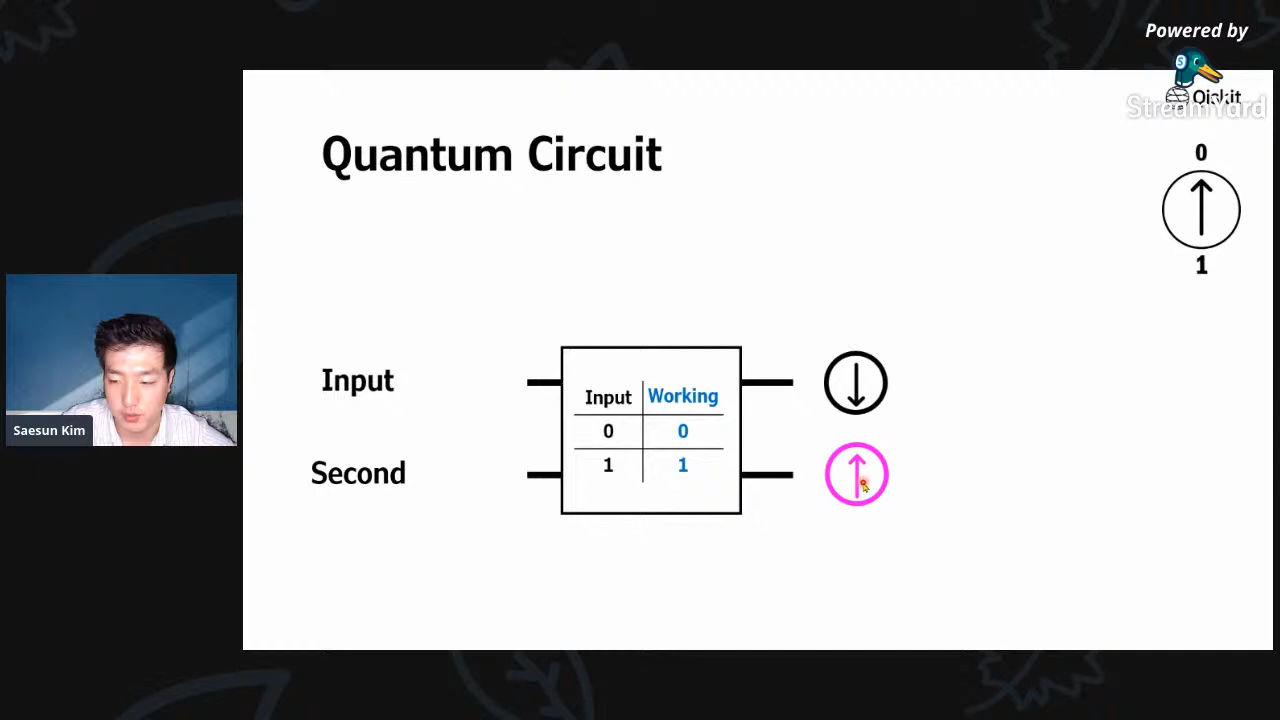 Powered by
Qiskit
StreamYard
Quantum Circuit
0
1
Input
Input Working
0 0
1 1
Second
Saesun Kim